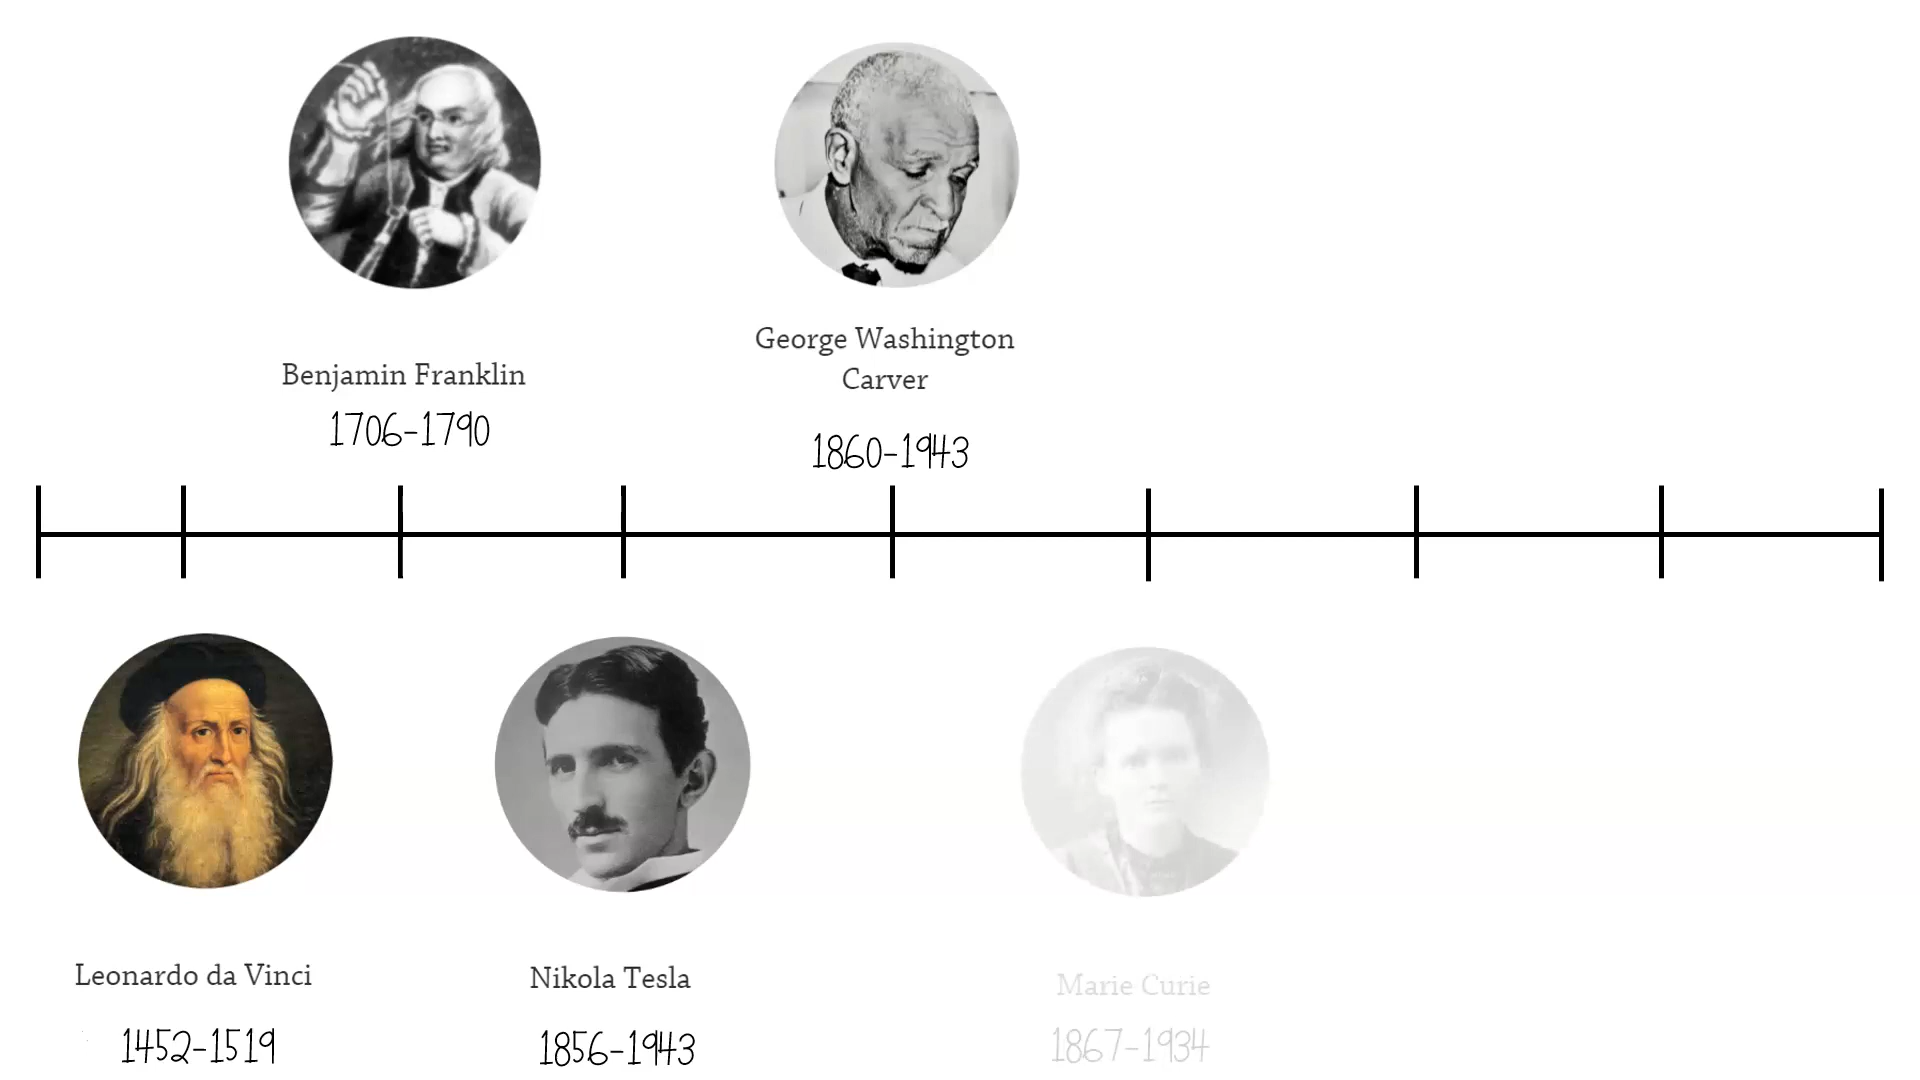 Benjamin Franklin
1706-1790
George Washington
Carver
1860-1943
Leonardo da Vinci
1452-1519
Nikola Tesla
1856-1943
Marie Curie
1867-1934